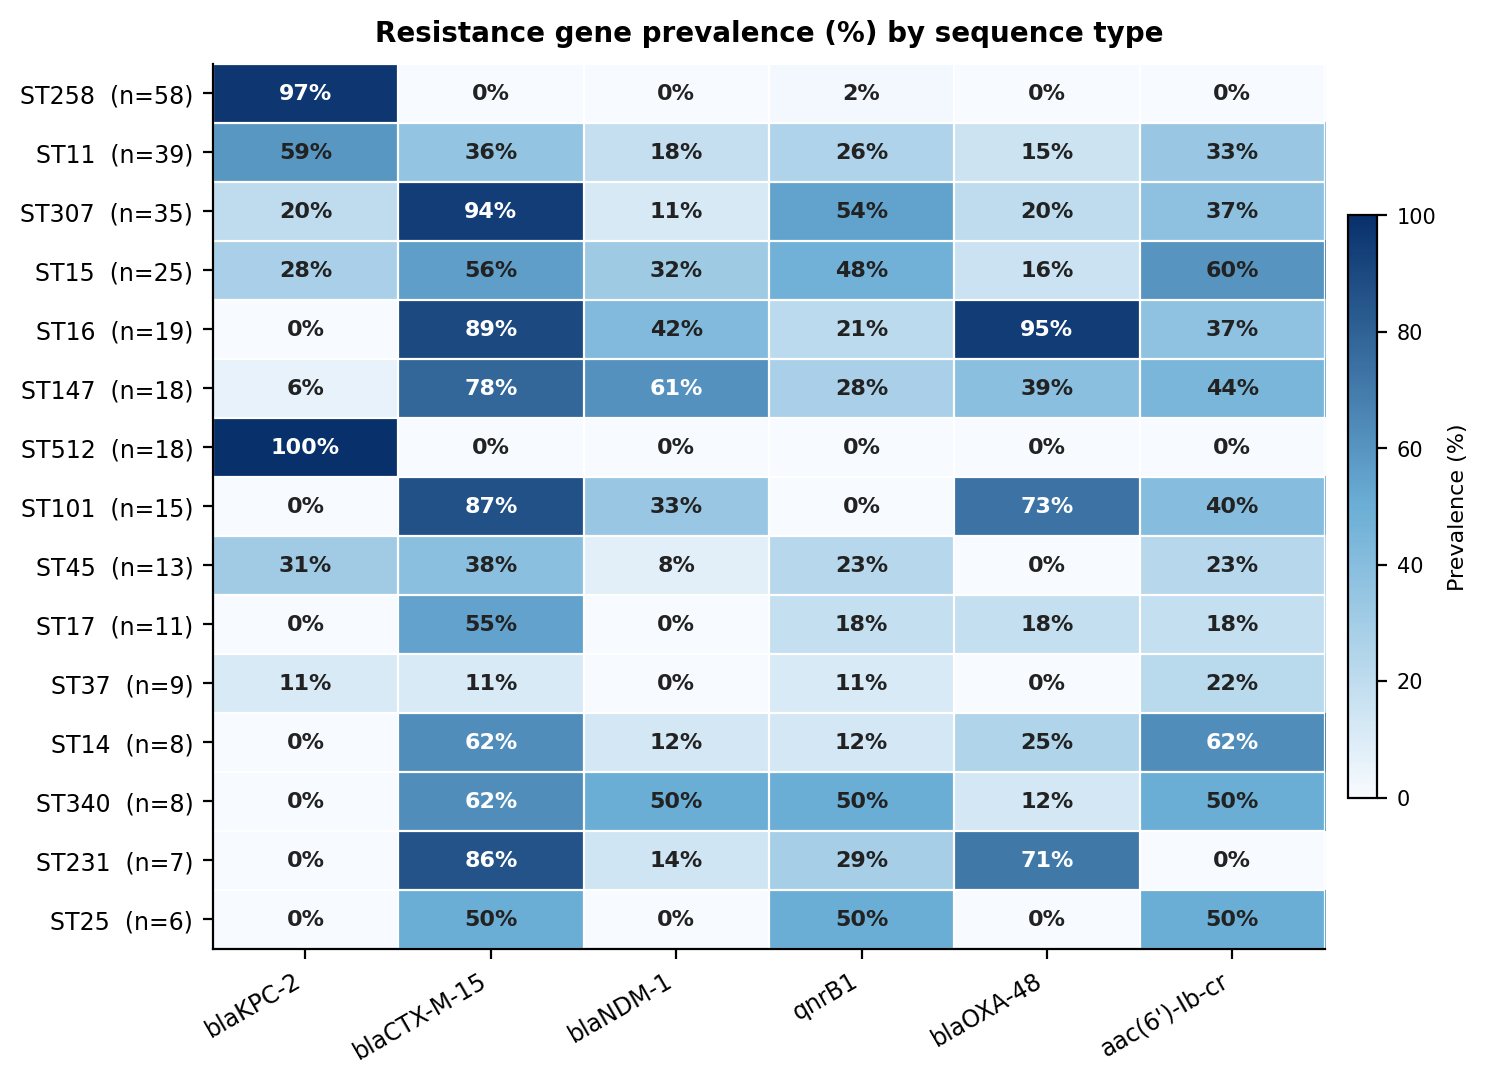 Resistance gene prevalence (%) by sequence type
ST258 (n=58) 97% 0% 0% 2% 0% 0%
ST11 (n=39) 59% 36% 18% 26% 15% 33%
ST307 (n=35) 20% 94% 11% 54% 20% 37%
ST15 (n=25) 28% 56% 32% 48% 16% 60%
ST16 (n=19) 0% 89% 42% 21% 95% 37%
ST147 (n=18) 6% 78% 61% 28% 39% 44%
ST512 (n=18) 100% 0% 0% 0% 0% 0%
ST101 (n=15) 0% 87% 33% 0% 73% 40%
ST45 (n=13) 31% 38% 8% 23% 0% 23%
ST17 (n=11) 0% 55% 0% 18% 18% 18%
ST37 (n=9) 11% 11% 0% 11% 0% 22%
ST14 (n=8) 0% 62% 12% 12% 25% 62%
ST340 (n=8) 0% 62% 50% 50% 12% 50%
ST231 (n=7) 0% 86% 14% 29% 71% 0%
ST25 (n=6) 0% 50% 0% 50% 0% 50%
blaKPC-2 blaCTX-M-15 blaNDM-1 qnrB1 blaOXA-48 aac(6')-Ib-cr
100
80
60
40
20
0
Prevalence (%)